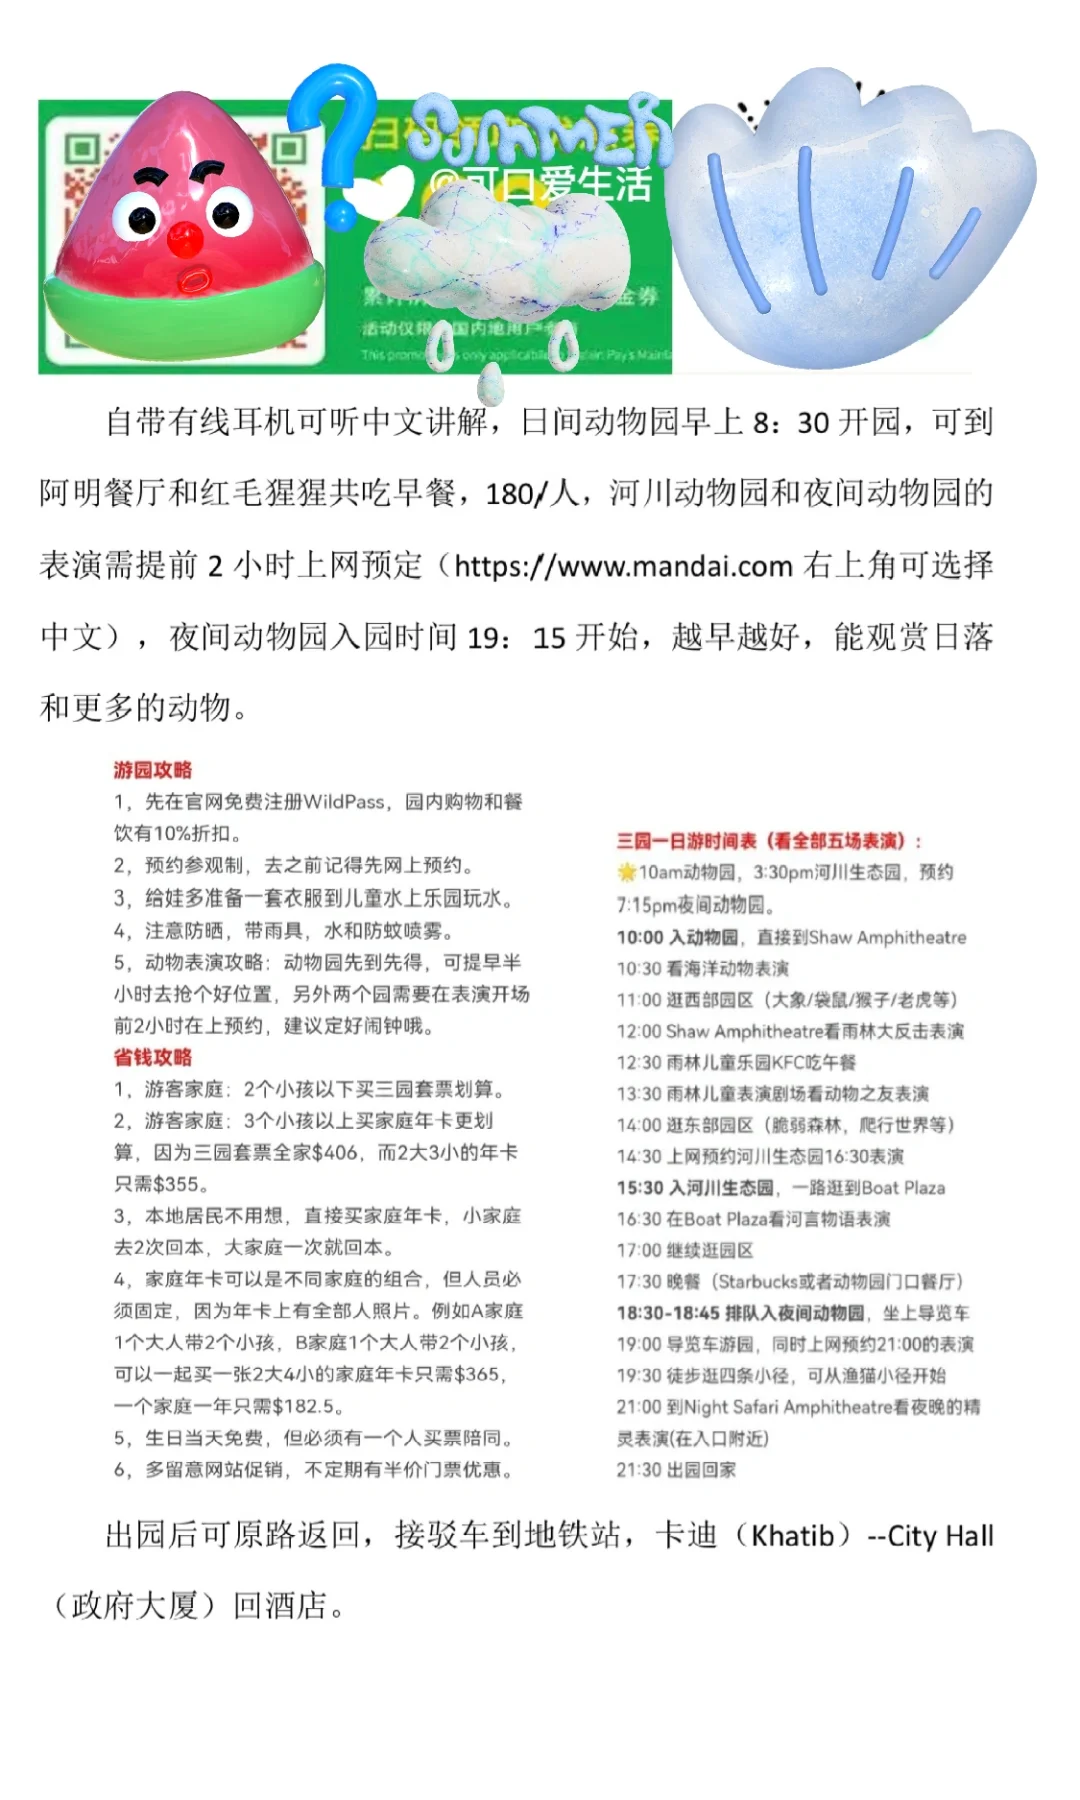 SUMMER
@可口爱生活
金券
活动仅限
国内地用户
This promo
is only applicable
Pay's Mainla
自带有线耳机可听中文讲解，日间动物园早上 8：30 开园，可到
阿明餐厅和红毛猩猩共吃早餐，180/人，河川动物园和夜间动物园的
表演需提前 2 小时上网预定（https://www.mandai.com 右上角可选择
中文），夜间动物园入园时间 19：15 开始，越早越好，能观赏日落
和更多的动物。
游园攻略
1，先在官网免费注册WildPass，园内购物和餐
饮有10%折扣。
2，预约参观制，去之前记得先网上预约。
3，给娃多准备一套衣服到儿童水上乐园玩水。
4，注意防晒，带雨具，水和防蚊喷雾。
5，动物表演攻略：动物园先到先得，可提早半
小时去抢个好位置，另外两个园需要在表演开场
前2小时在上预约，建议定好闹钟哦。
省钱攻略
1，游客家庭：2个小孩以下买三园套票划算。
2，游客家庭：3个小孩以上买家庭年卡更划
算，因为三园套票全家$406，而2大3小的年卡
只需$355。
3，本地居民不用想，直接买家庭年卡，小家庭
去2次回本，大家庭一次就回本。
4，家庭年卡可以是不同家庭的组合，但人员必
须固定，因为年卡上有全部人照片。例如A家庭
1个大人带2个小孩，B家庭1个大人带2个小孩，
可以一起买一张2大4小的家庭年卡只需$365，
一个家庭一年只需$182.5。
5，生日当天免费，但必须有一个人买票陪同。
6，多留意网站促销，不定期有半价门票优惠。
三园一日游时间表（看全部五场表演）：
10am动物园，3:30pm河川生态园，预约
7:15pm夜间动物园。
10:00 入动物园，直接到Shaw Amphitheatre
10:30 看海洋动物表演
11:00 逛西部园区（大象/袋鼠/猴子/老虎等）
12:00 Shaw Amphitheatre看雨林大反击表演
12:30 雨林儿童乐园KFC吃午餐
13:30 雨林儿童表演剧场看动物之友表演
14:00 逛东部园区（脆弱森林，爬行世界等）
14:30 上网预约河川生态园16:30表演
15:30 入河川生态园，一路逛到Boat Plaza
16:30 在Boat Plaza看河言物语表演
17:00 继续逛园区
17:30 晚餐（Starbucks或者动物园门口餐厅）
18:30-18:45 排队入夜间动物园，坐上导览车
19:00 导览车游园，同时上网预约21:00的表演
19:30 徒步逛四条小径，可从渔猫小径开始
21:00 到Night Safari Amphitheatre看夜晚的精
灵表演(在入口附近)
21:30 出园回家
出园后可原路返回，接驳车到地铁站，卡迪（Khatib）--City Hall
（政府大厦）回酒店。